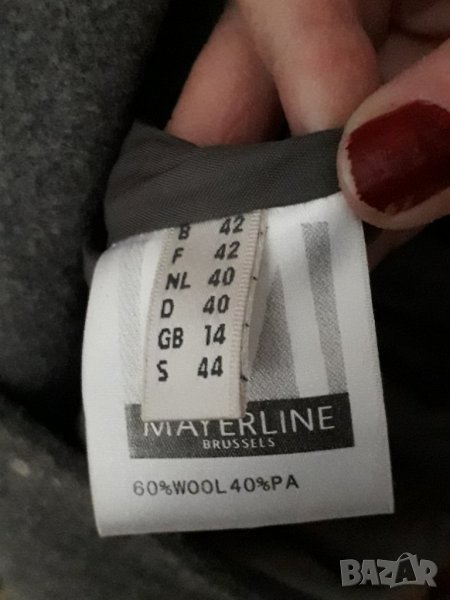 B 42
F 42
NL 40
D 40
GB 14
S 44
MAYERLINE
BRUSSELS
60%WOOL 40%PA
BAZAR